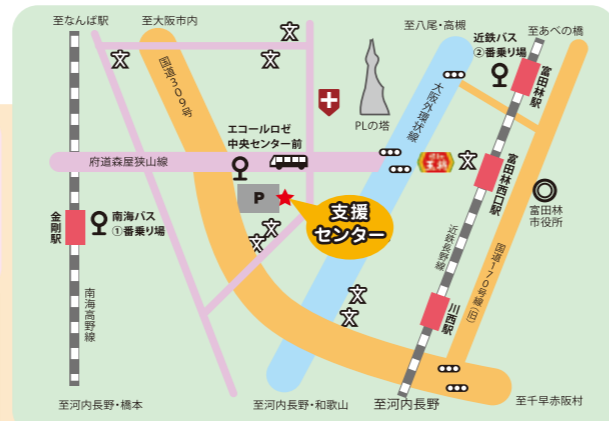 至なんば駅
至大阪市内
至八尾・高槻
至あべの橋
近鉄バス
②番乗り場
国道309号
エコールロゼ
中央センター前
PLの塔
大阪外環状線
富田林駅
府道森屋狭山線
P
支援
センター
金剛駅
南海バス
①番乗り場
富田林西口駅
富田林
市役所
近鉄長野線
国道170号線(旧)
川西駅
南海高野線
至河内長野・橋本
至河内長野・和歌山
至河内長野
至千早赤阪村